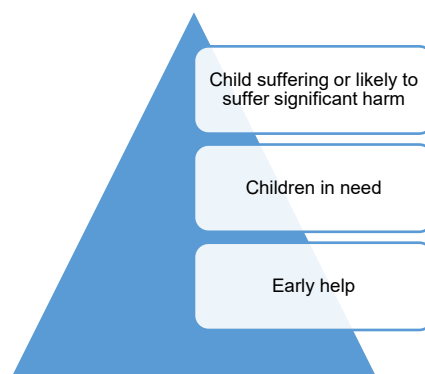 Child suffering or likely to
suffer significant harm
Children in need
Early help